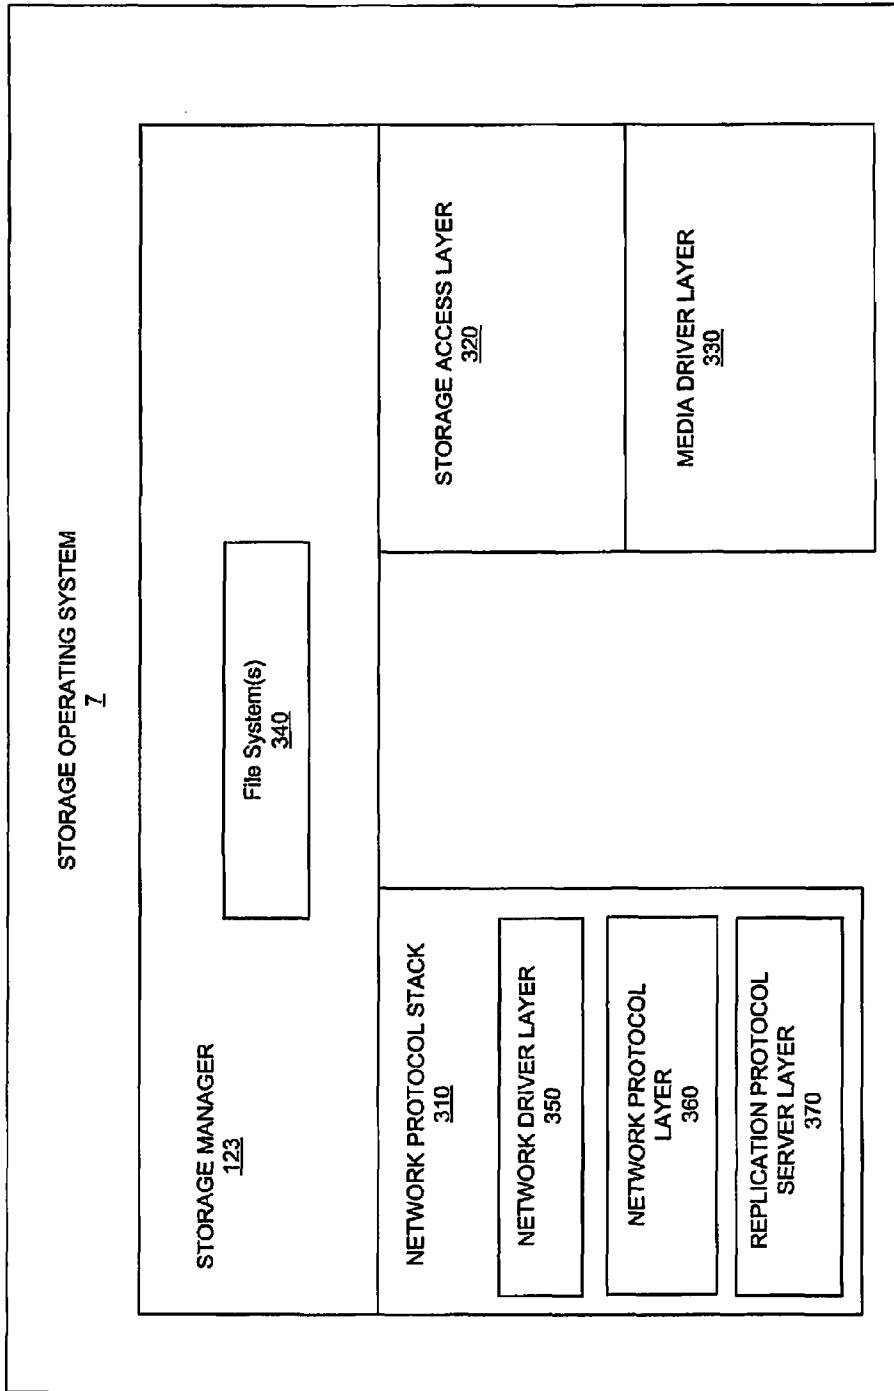 STORAGE OPERATING SYSTEM
7
STORAGE MANAGER
123
File System(s)
340
NETWORK PROTOCOL STACK
310
NETWORK DRIVER LAYER
350
NETWORK PROTOCOL
LAYER
360
REPLICATION PROTOCOL
SERVER LAYER
370
STORAGE ACCESS LAYER
320
MEDIA DRIVER LAYER
330